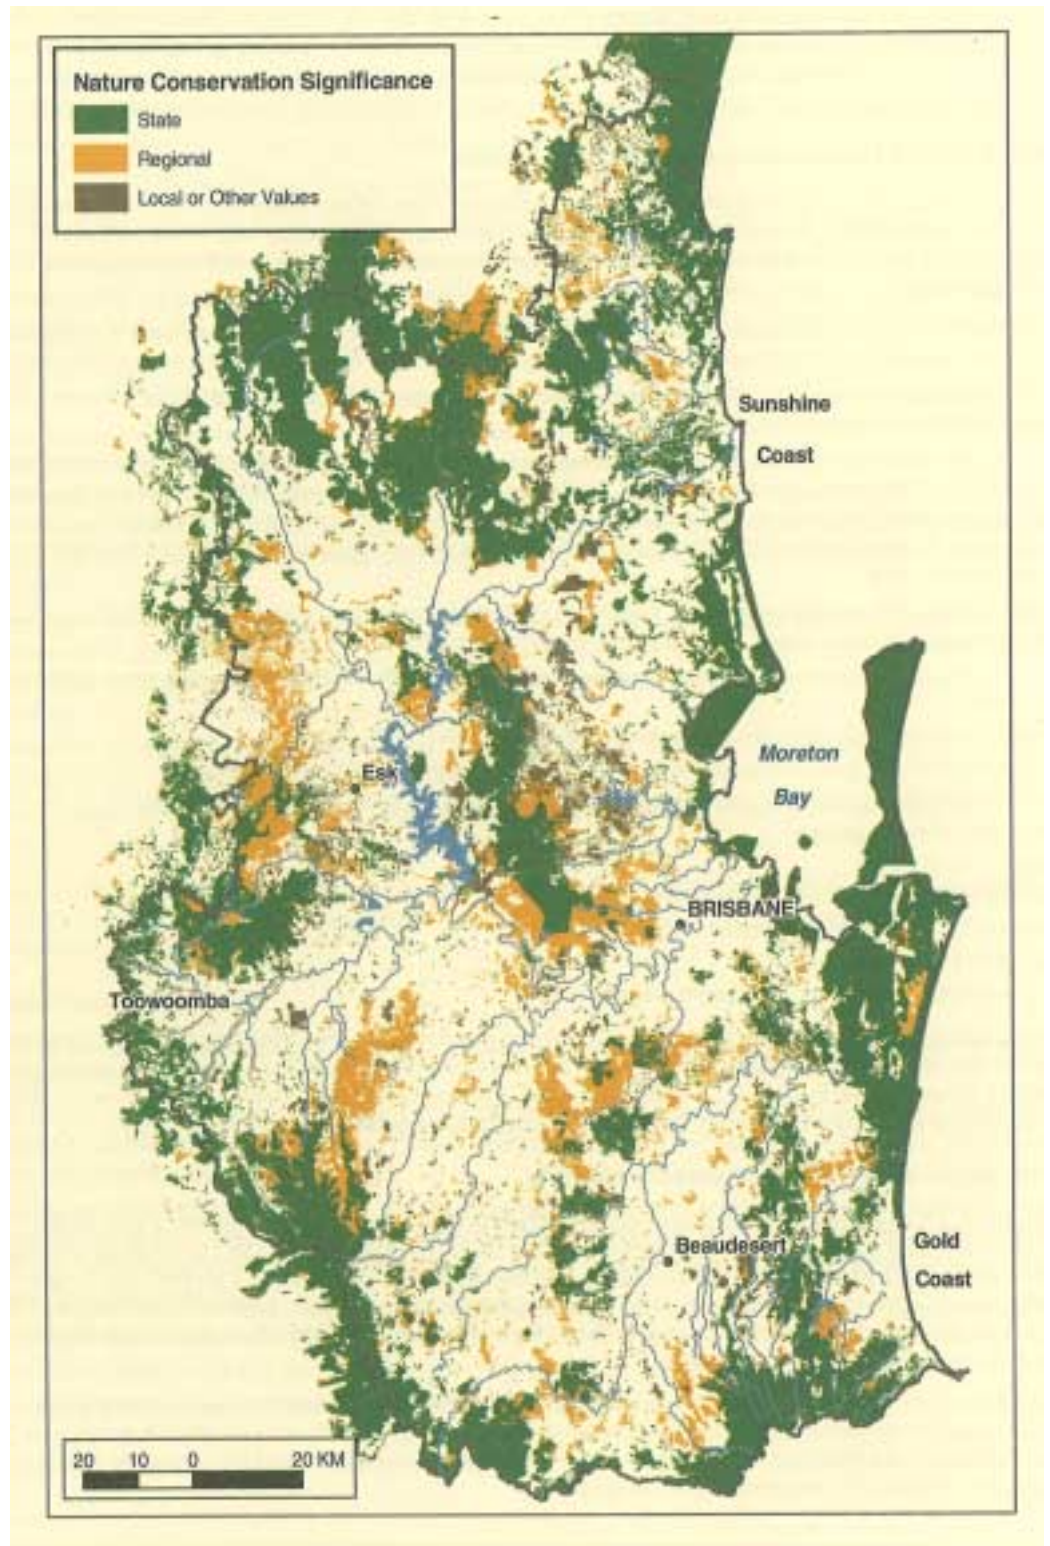 Nature Conservation Significance
State
Regional
Local or Other Values
Sunshine
Coast
Moreton
Bay
Esk
BRISBANE
Toowoomba
Beaudesert
Gold
Coast
20 10 0 20 KM